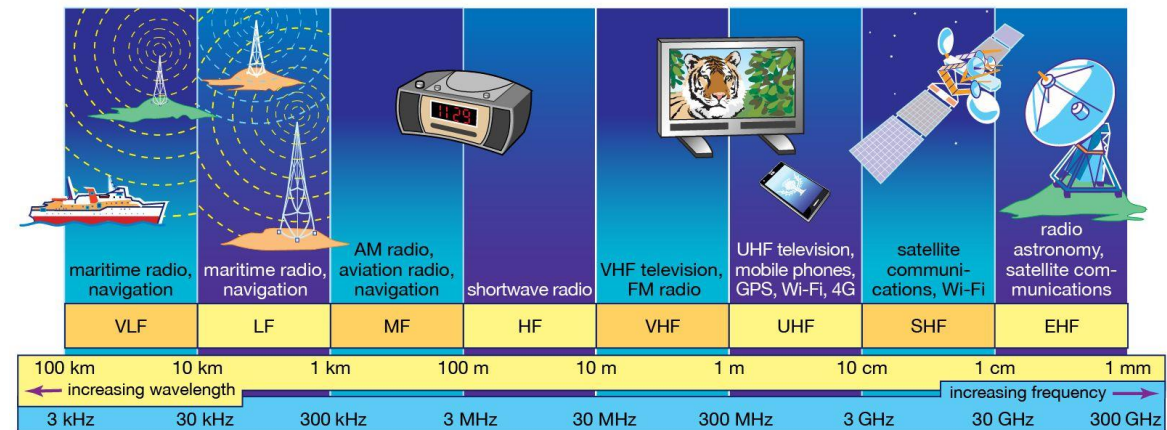 11:29
maritime radio,
navigation
maritime radio,
navigation
AM radio,
aviation radio,
navigation
shortwave radio
VHF television,
FM radio
UHF television,
mobile phones,
GPS, Wi-Fi, 4G
satellite
communi-
cations, Wi-Fi
radio
astronomy,
satellite com-
munications
VLF LF MF HF VHF UHF SHF EHF
100 km 10 km 1 km 100 m 10 m 1 m 10 cm 1 cm 1 mm
increasing wavelength increasing frequency
3 kHz 30 kHz 300 kHz 3 MHz 30 MHz 300 MHz 3 GHz 30 GHz 300 GHz